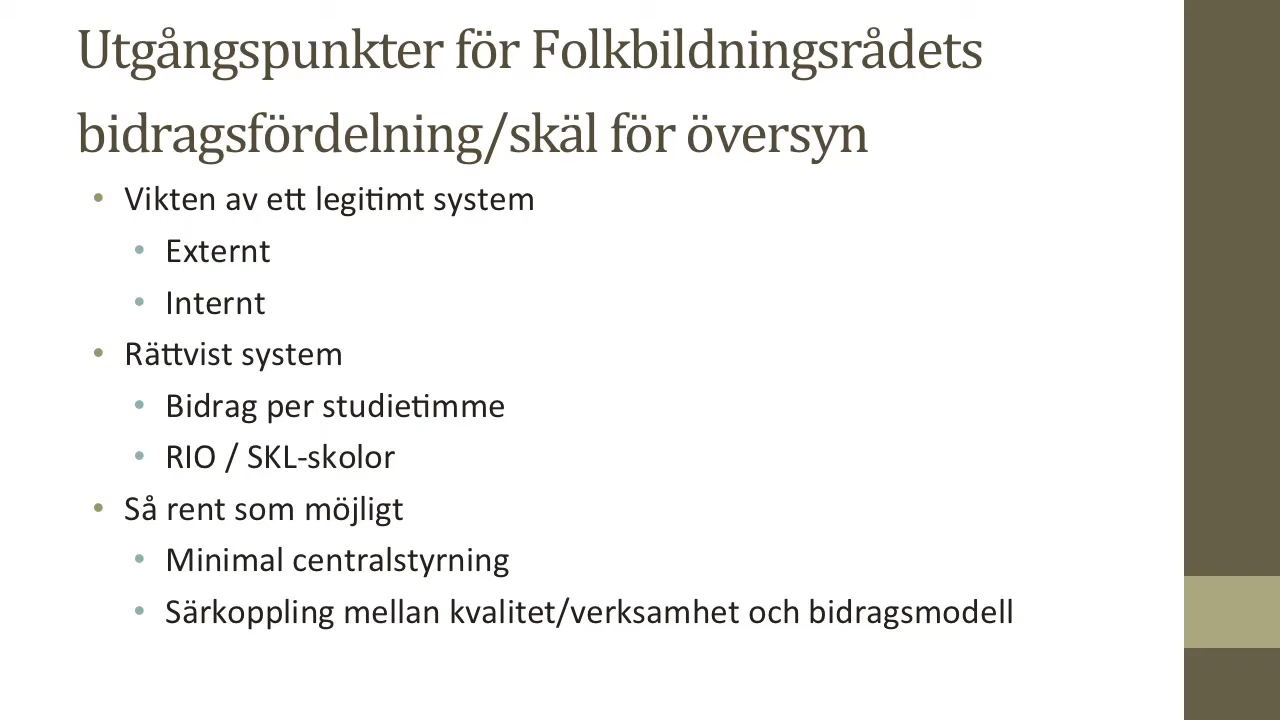 Utgångspunkter för Folkbildningsrådets
bidragsfördelning/skäl för översyn
• Vikten av ett legitimt system
• Externt
• Internt
• Rättvist system
• Bidrag per studietimme
• RIO / SKL-skolor
• Så rent som möjligt
• Minimal centralstyrning
• Särkoppling mellan kvalitet/verksamhet och bidragsmodell